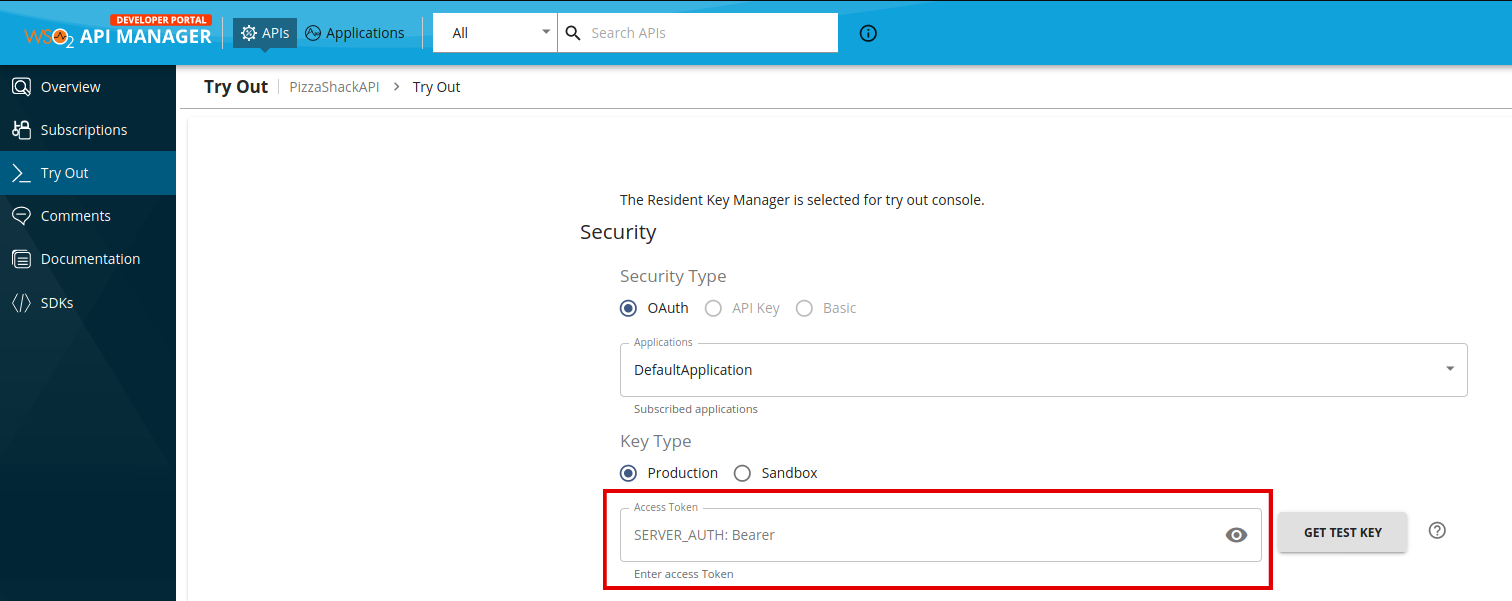 DEVELOPER PORTAL
WSO2 API MANAGER
APIs
Applications
All
Search APIs
Overview
Subscriptions
Try Out
Comments
Documentation
SDKs
Try Out
PizzaShackAPI > Try Out
The Resident Key Manager is selected for try out console.
Security
Security Type
OAuth
API Key
Basic
Applications
DefaultApplication
Subscribed applications
Key Type
Production
Sandbox
Access Token
SERVER_AUTH: Bearer
GET TEST KEY
Enter access Token